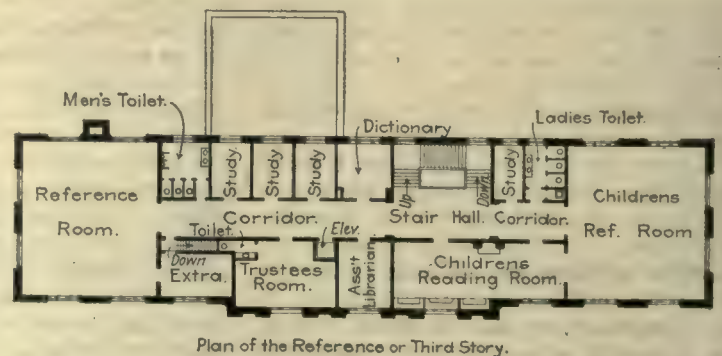 Men's Toilet.
Dictionary
Ladies Toilet.
Reference
Room.
Study
Study
Study
Study
Up
Down
Stair Hall.
Corridor.
Corridor.
Childrens
Ref. Room
Toilet.
Elev.
Down
Extra.
Trustees
Room.
Ass't
Librarian
Childrens
Reading Room.
Plan of the Reference or Third Story.